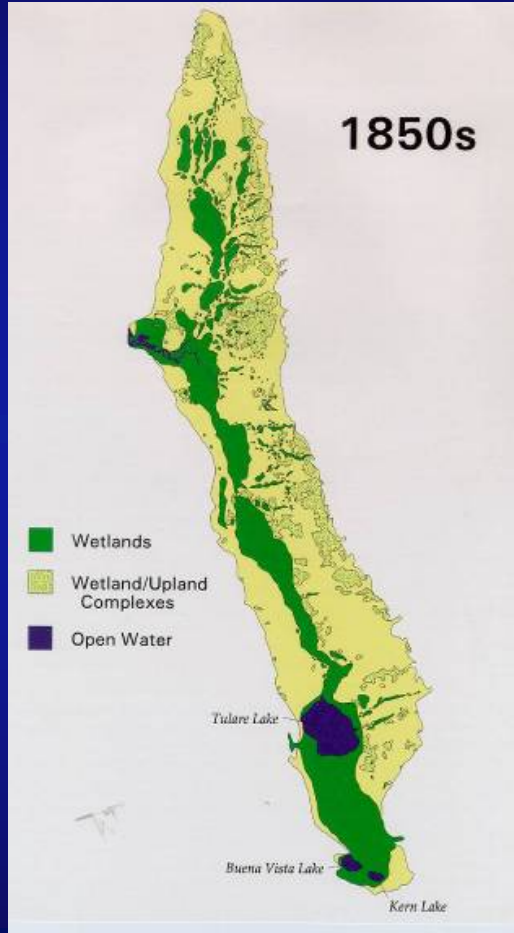 1850s
Wetlands
Wetland/Upland
Complexes
Open Water
Tulare Lake
Buena Vista Lake
Kern Lake